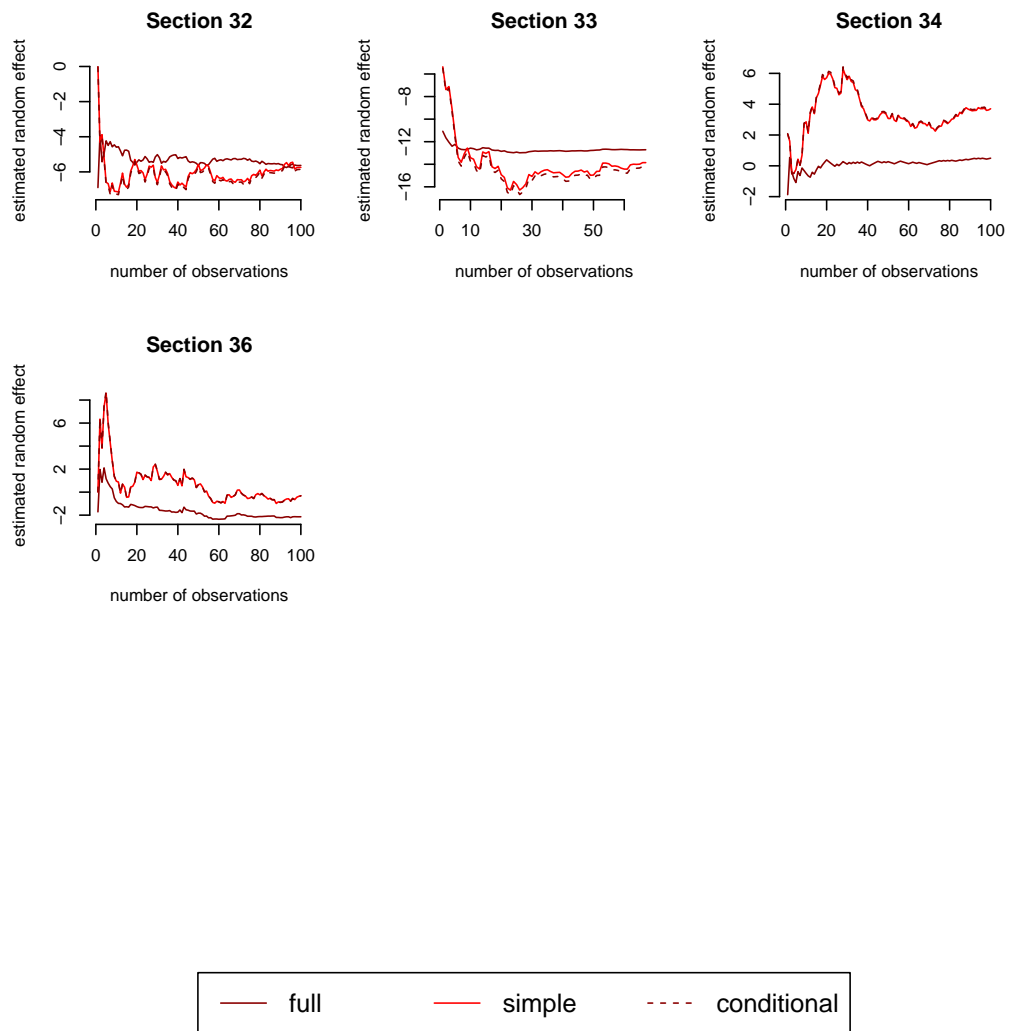 Section 32
estimated random effect
0
−2
−4
−6
0 20 40 60 80 100
number of observations
Section 33
estimated random effect
−8
−12
−16
0 10 30 50
number of observations
Section 34
estimated random effect
6
4
2
0
−2
0 20 40 60 80 100
number of observations
Section 36
estimated random effect
6
2
−2
0 20 40 60 80 100
number of observations
full simple conditional